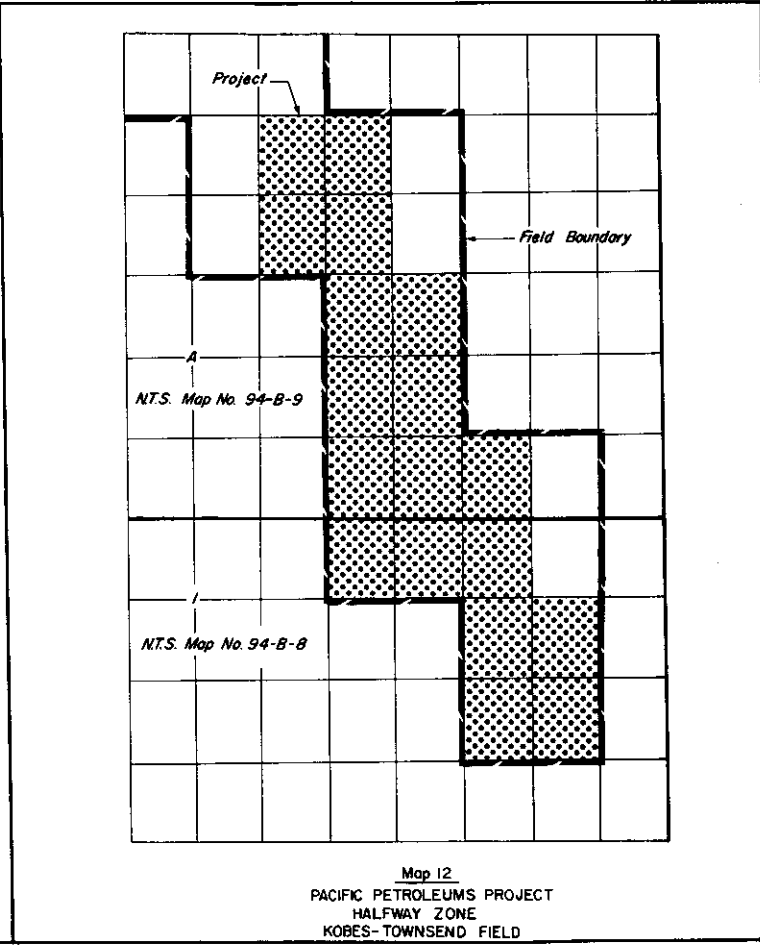 Project
Field Boundary
A
N.T.S. Map No. 94-B-9
I
N.T.S. Map No. 94-B-8
Map 12
PACIFIC PETROLEUMS PROJECT
HALFWAY ZONE
KOBES-TOWNSEND FIELD